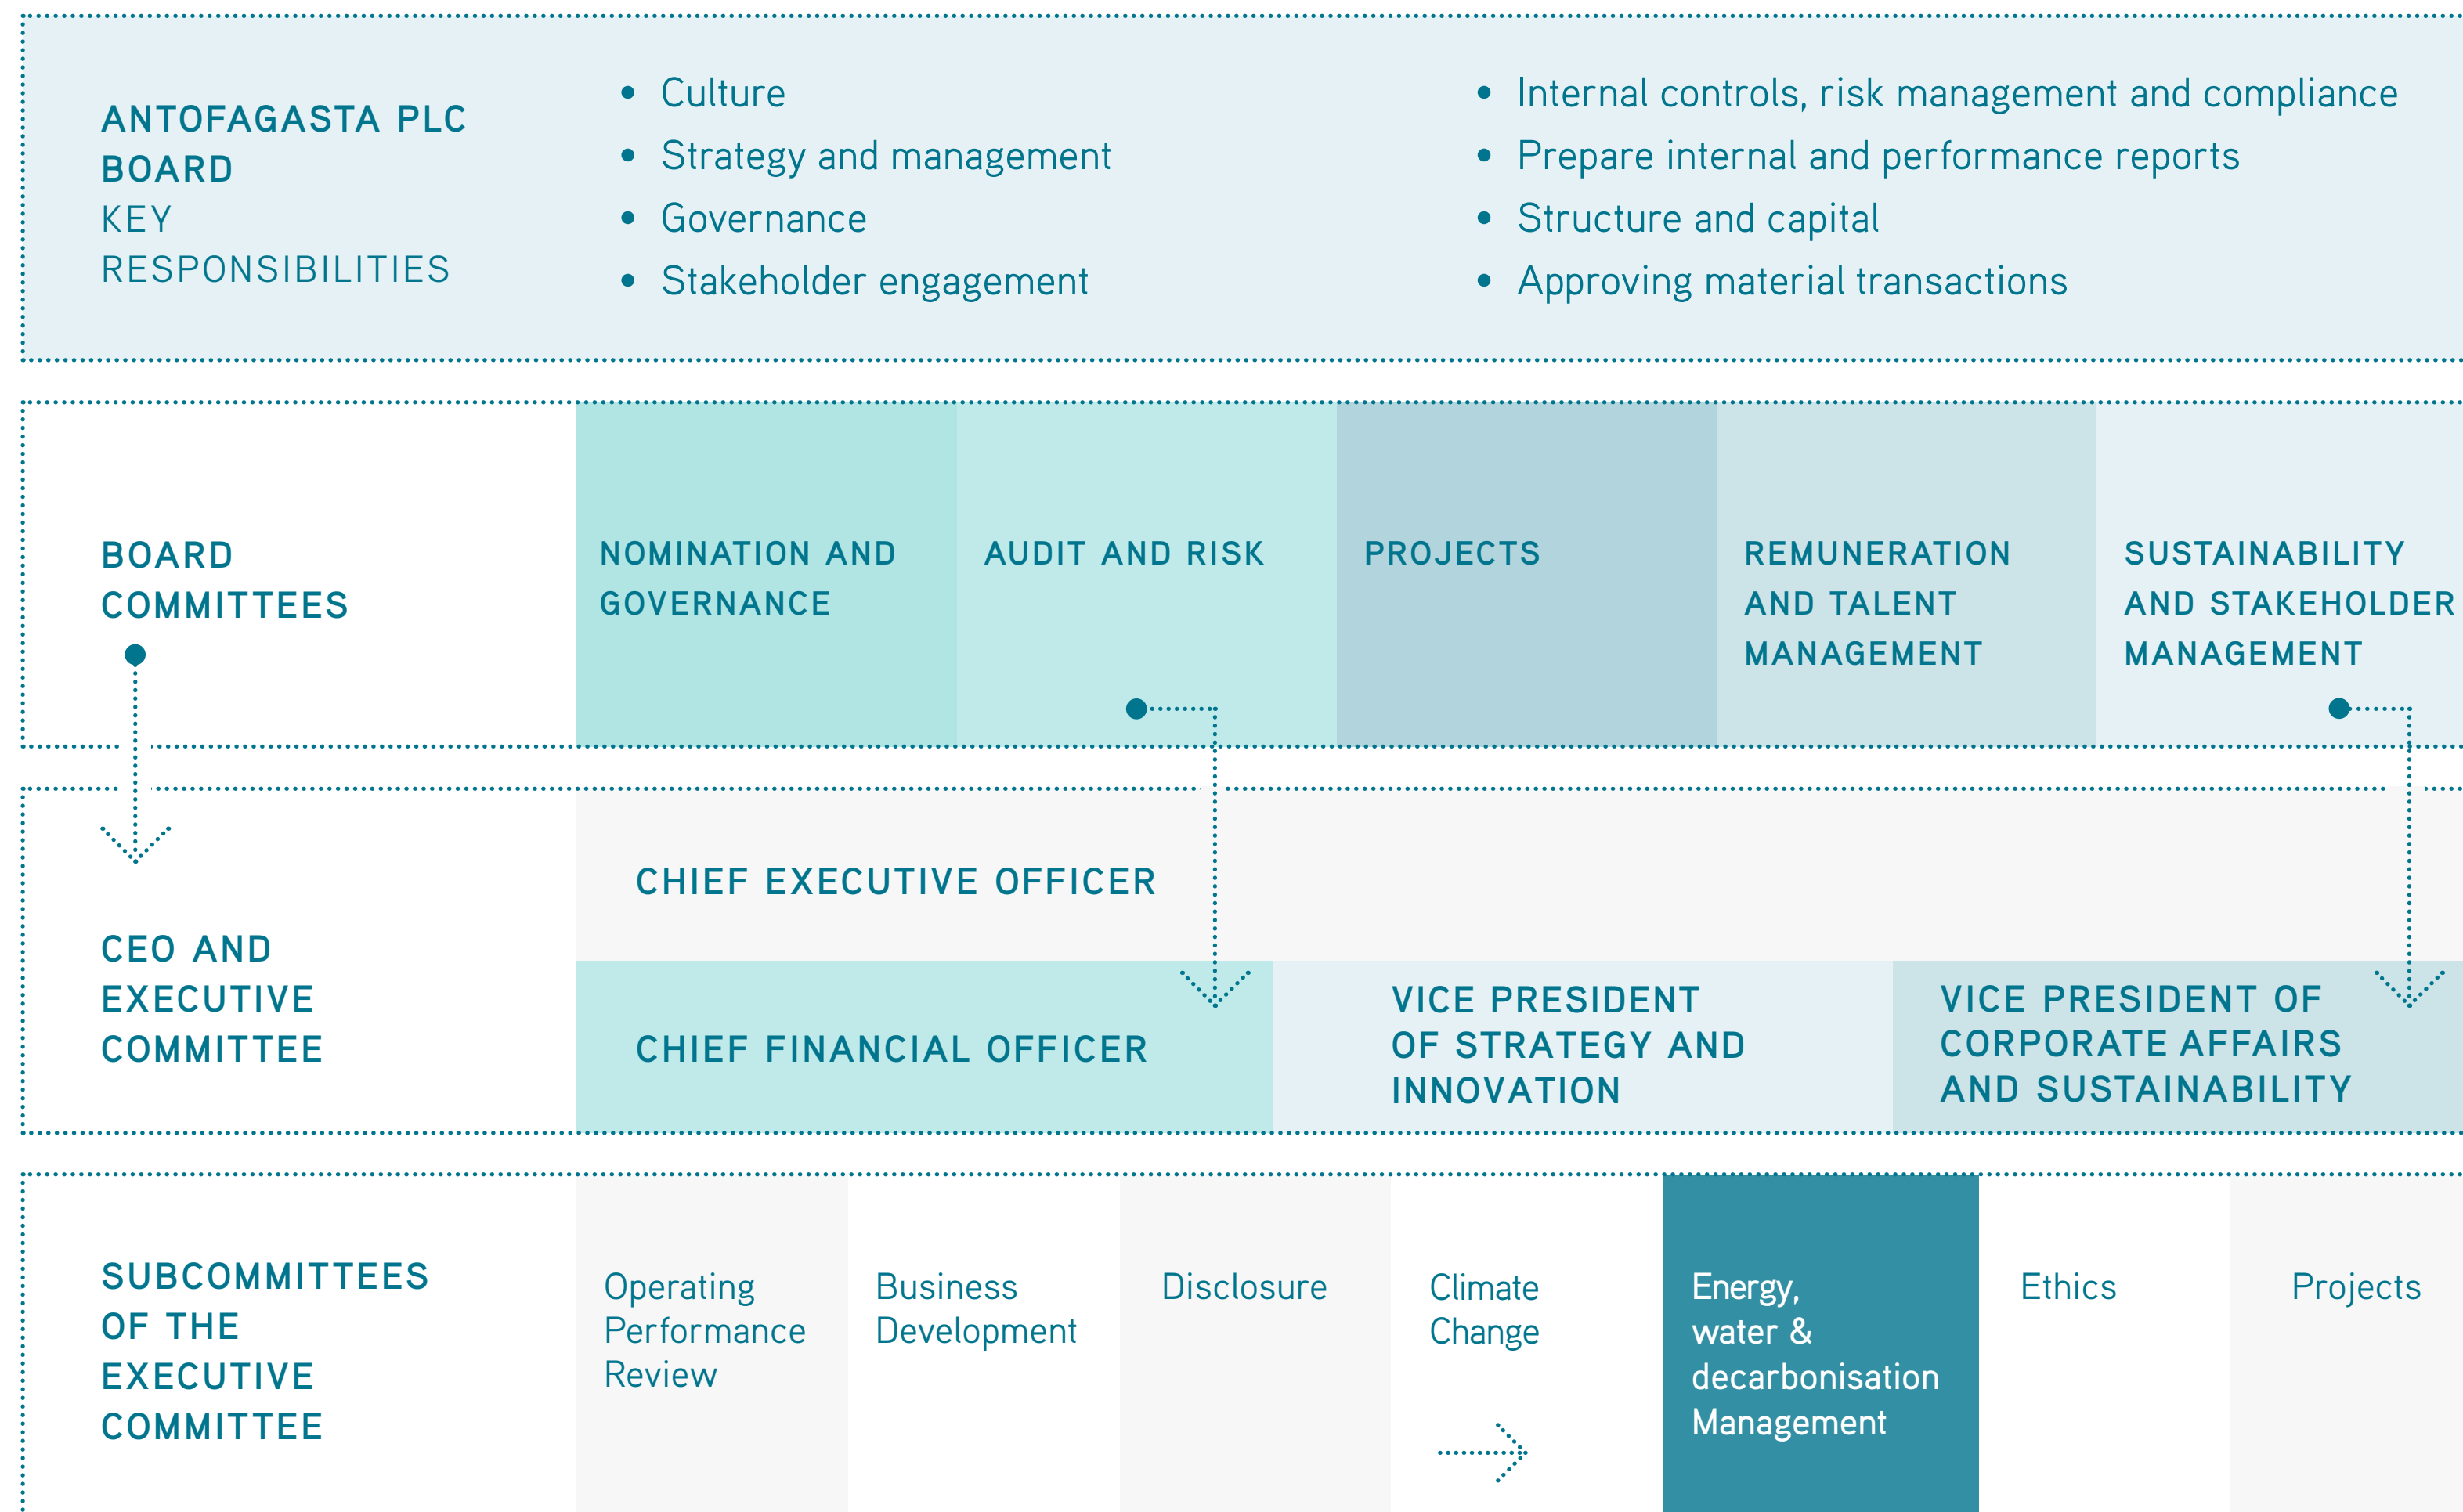 ANTOFAGASTA PLC
BOARD
KEY
RESPONSIBILITIES
• Culture
• Strategy and management
• Governance
• Stakeholder engagement
• Internal controls, risk management and compliance
• Prepare internal and performance reports
• Structure and capital
• Approving material transactions
BOARD
COMMITTEES
NOMINATION AND
GOVERNANCE
AUDIT AND RISK
PROJECTS
REMUNERATION
AND TALENT
MANAGEMENT
SUSTAINABILITY
AND STAKEHOLDER
MANAGEMENT
CEO AND
EXECUTIVE
COMMITTEE
CHIEF EXECUTIVE OFFICER
CHIEF FINANCIAL OFFICER
VICE PRESIDENT
OF STRATEGY AND
INNOVATION
VICE PRESIDENT OF
CORPORATE AFFAIRS
AND SUSTAINABILITY
SUBCOMMITTEES
OF THE
EXECUTIVE
COMMITTEE
Operating
Performance
Review
Business
Development
Disclosure
Climate
Change
Energy,
water &
decarbonisation
Management
Ethics
Projects